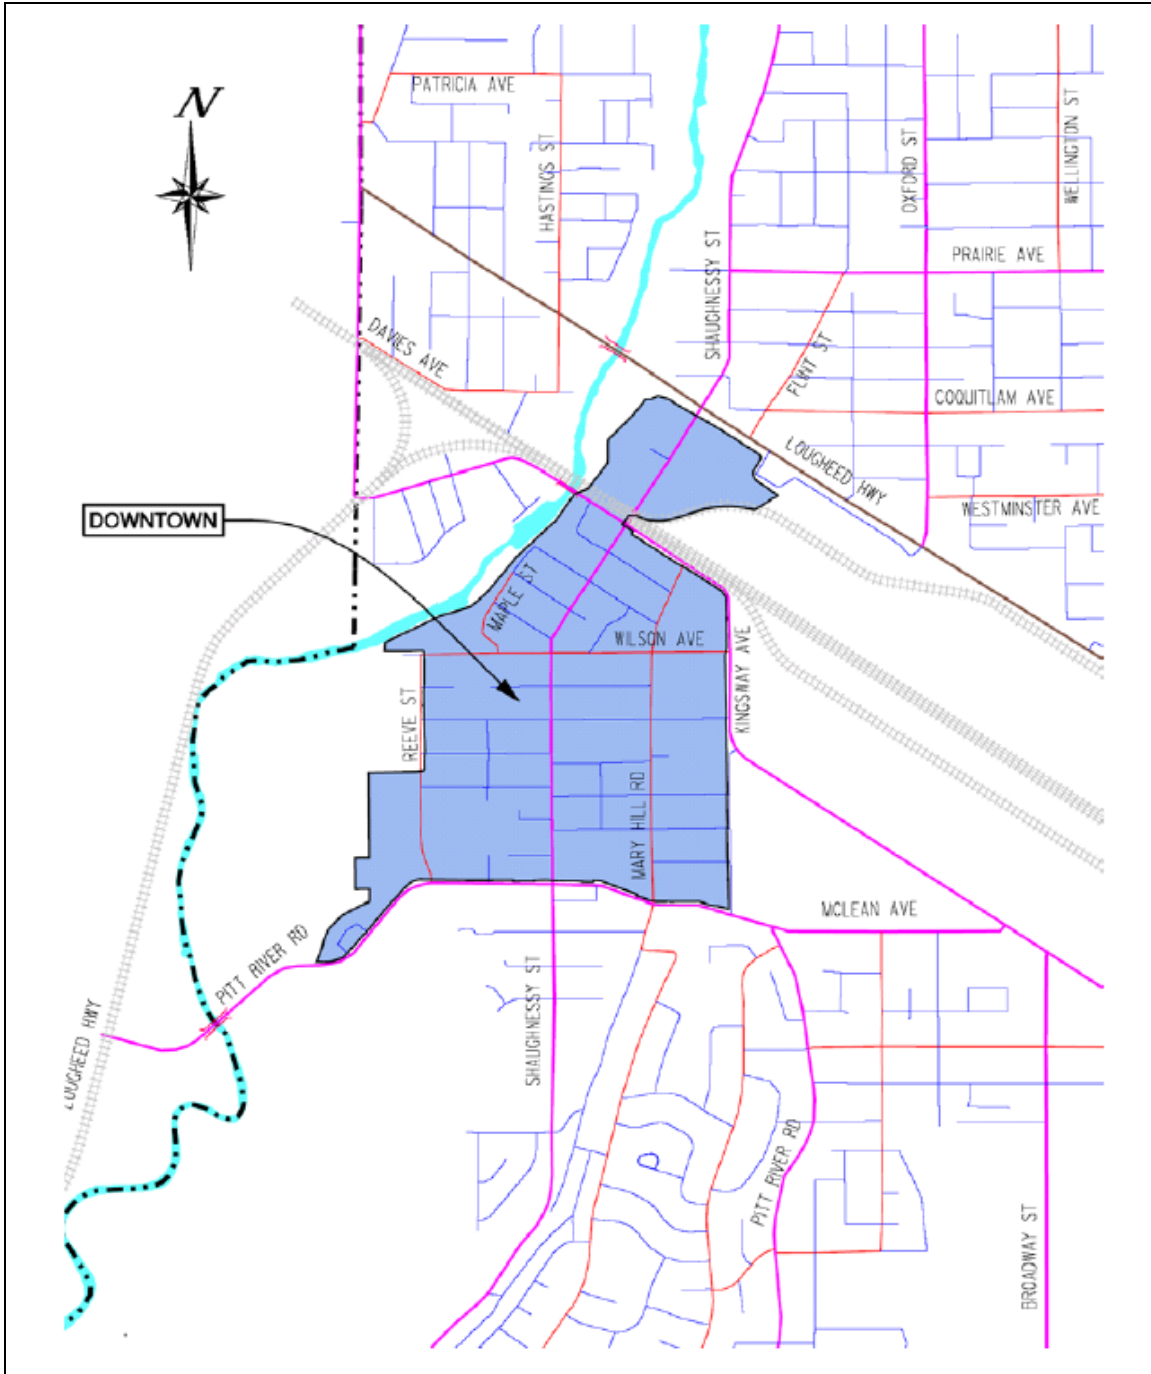 N
PATRICIA AVE
HASTINGS ST
OXFORD ST
WELLINGTON ST
SHAUGHNESSY ST
PRAIRIE AVE
DAVIES AVE
FLINT ST
COQUITLAM AVE
LOUGHEED HWY
WESTMINSTER AVE
DOWNTOWN
MAPLE ST
WILSON AVE
KINGSWAY AVE
REEVE ST
MARY HILL RD
MCLEAN AVE
PITT RIVER RD
SHAUGHNESSY ST
LOUGHEED HWY
PITT RIVER RD
BROADWAY ST